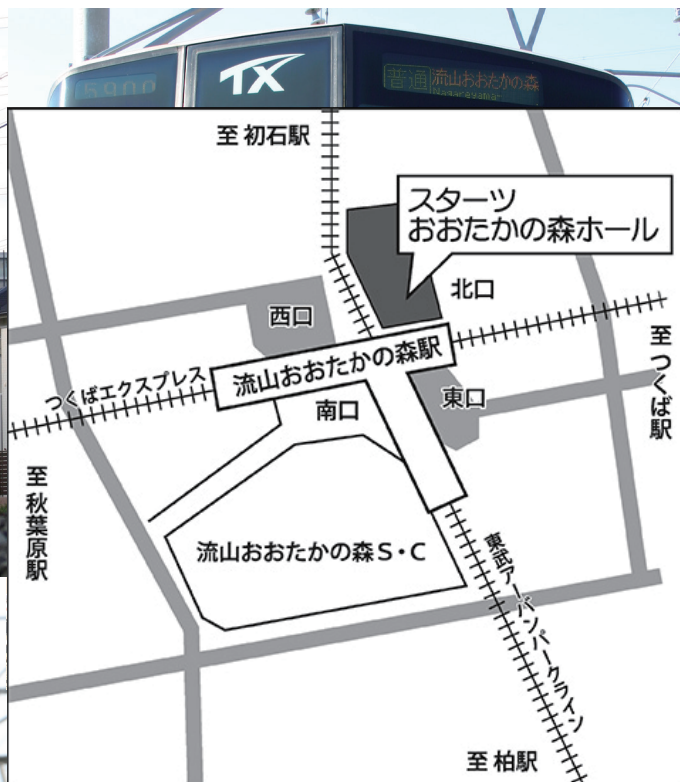 5900
TX
普通 流山おおたかの森
至 初石駅
スターツ
おおたかの森ホール
北口
西口
流山おおたかの森駅
つくばエクスプレス
東口
南口
至 つくば駅
至 秋葉原駅
流山おおたかの森S・C
東武アーバンパークライン
至 柏駅